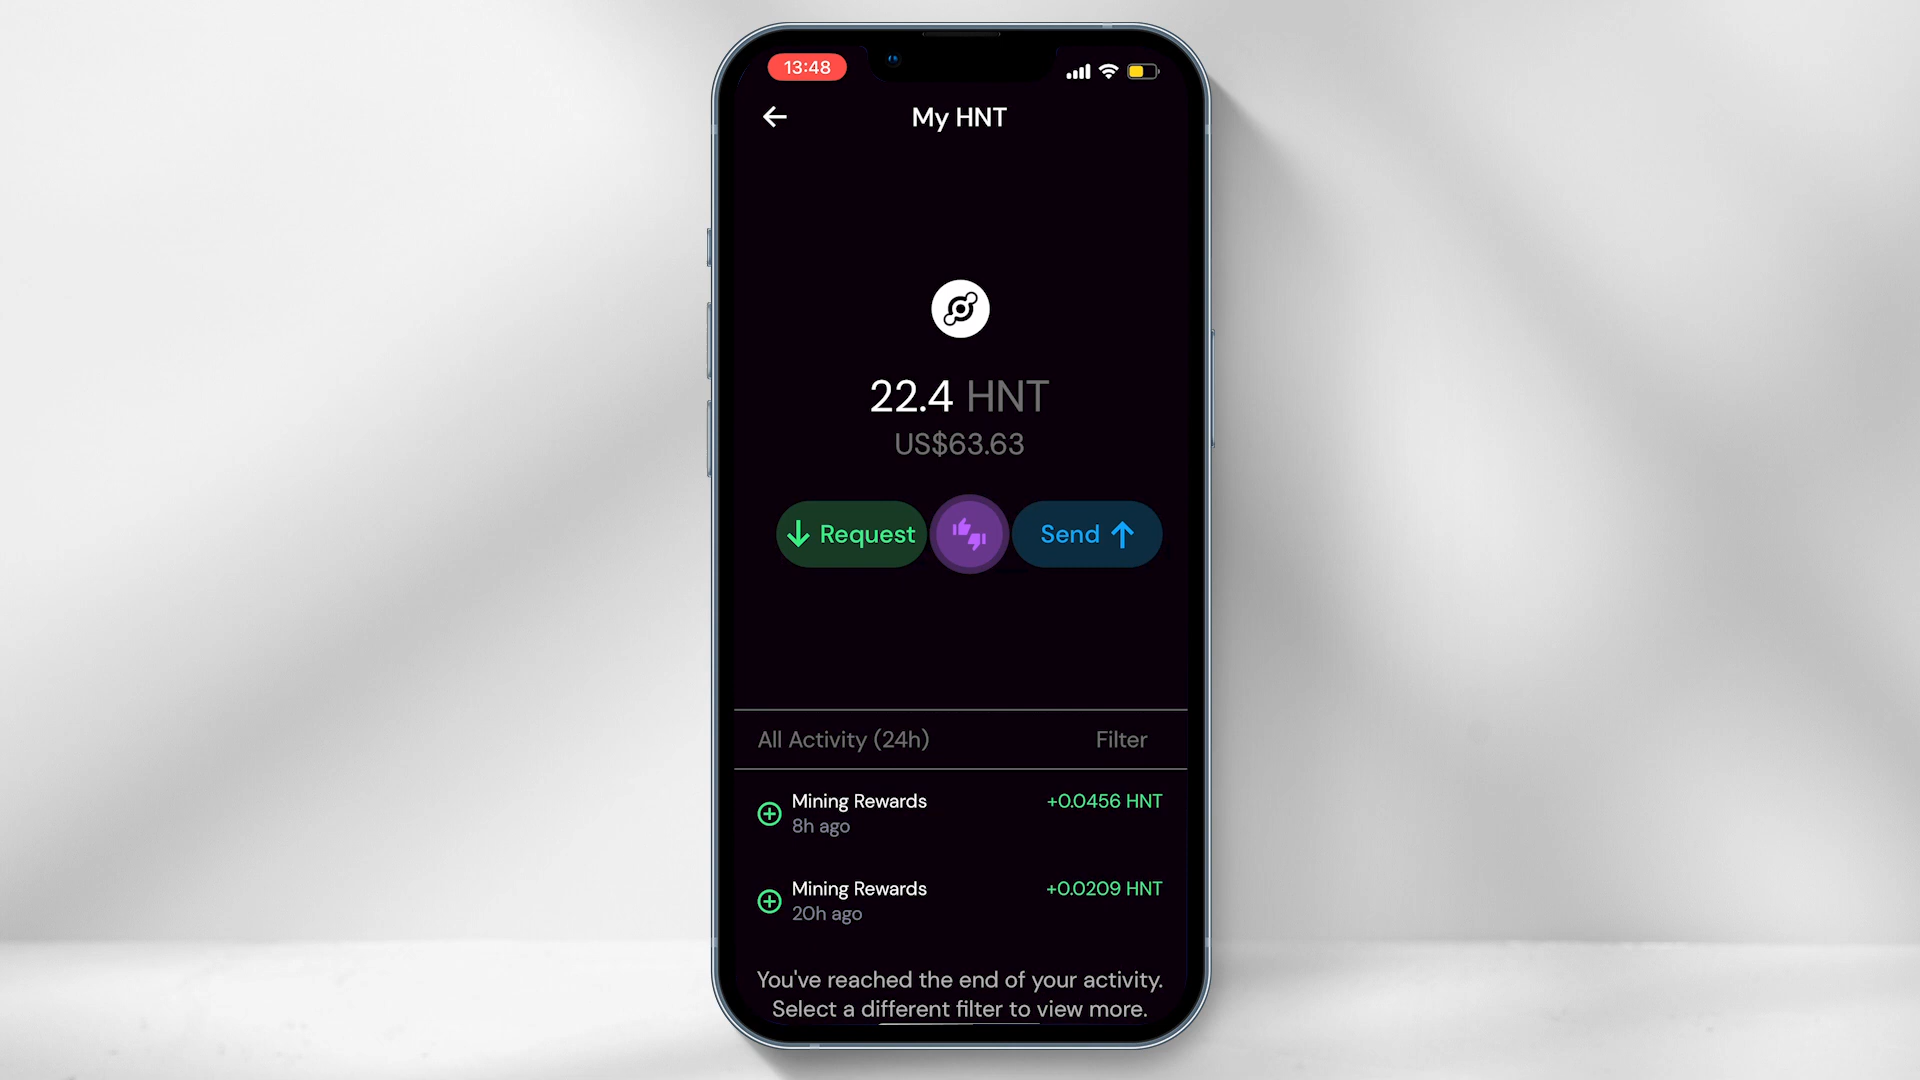 13:48
My HNT
22.4 HNT
US$63.63
Request
Send
All Activity (24h)
Filter
Mining Rewards
+0.0456 HNT
8h ago
Mining Rewards
+0.0209 HNT
20h ago
You've reached the end of your activity.
Select a different filter to view more.